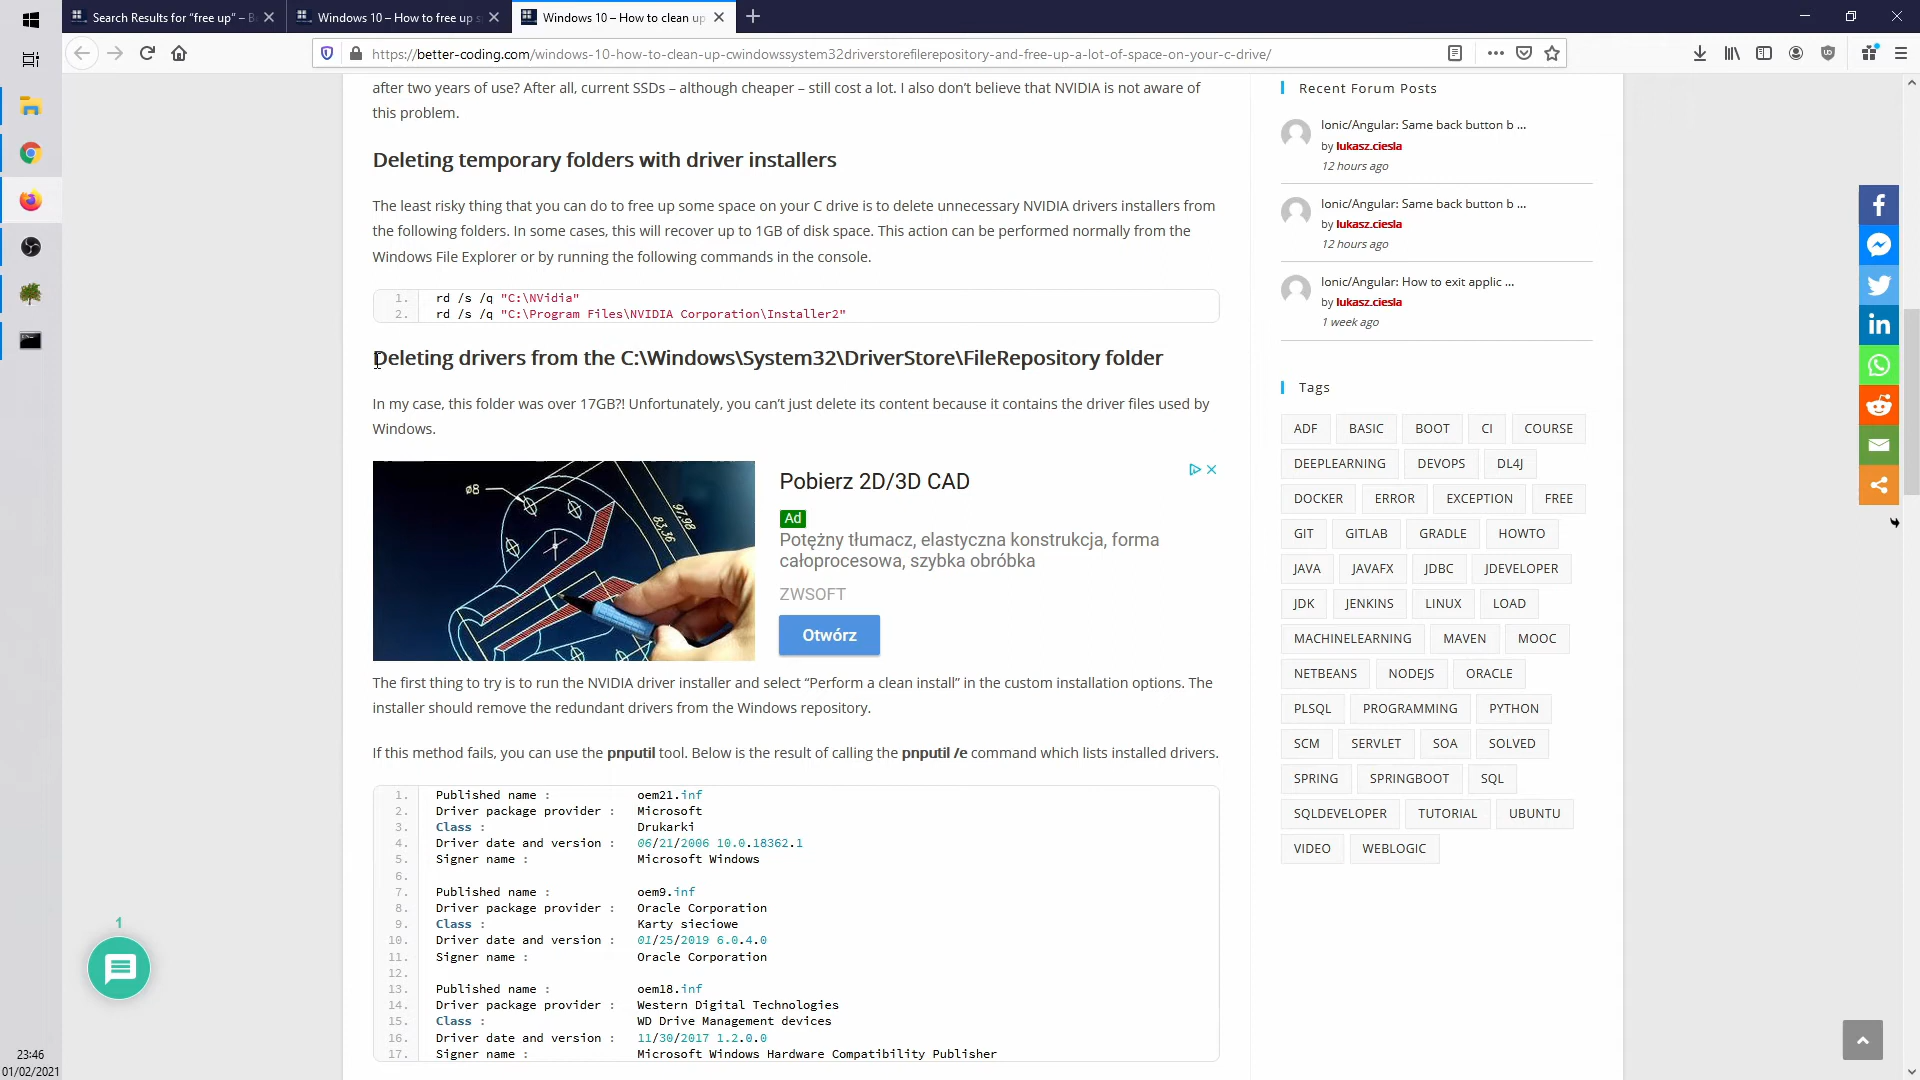 Search Results for “free up” – B
Windows 10 – How to free up s
Windows 10 – How to clean up
https://better-coding.com/windows-10-how-to-clean-up-cwindowssystem32driverstorefilerepository-and-free-up-a-lot-of-space-on-your-c-drive/
after two years of use? After all, current SSDs – although cheaper – still cost a lot. I also don’t believe that NVIDIA is not aware of
this problem.
Deleting temporary folders with driver installers
The least risky thing that you can do to free up some space on your C drive is to delete unnecessary NVIDIA drivers installers from
the following folders. In some cases, this will recover up to 1GB of disk space. This action can be performed normally from the
Windows File Explorer or by running the following commands in the console.
1. rd /s /q "C:\NVidia"
2. rd /s /q "C:\Program Files\NVIDIA Corporation\Installer2"
Deleting drivers from the C:\Windows\System32\DriverStore\FileRepository folder
In my case, this folder was over 17GB?! Unfortunately, you can’t just delete its content because it contains the driver files used by
Windows.
ø8
97,98
83,36
Pobierz 2D/3D CAD
Ad
Potężny tłumacz, elastyczna konstrukcja, forma
całoprocesowa, szybka obróbka
ZWSOFT
Otwórz
The first thing to try is to run the NVIDIA driver installer and select “Perform a clean install” in the custom installation options. The
installer should remove the redundant drivers from the Windows repository.
If this method fails, you can use the pnputil tool. Below is the result of calling the pnputil /e command which lists installed drivers.
1. Published name : oem21.inf
2. Driver package provider : Microsoft
3. Class : Drukarki
4. Driver date and version : 06/21/2006 10.0.18362.1
5. Signer name : Microsoft Windows
6.
7. Published name : oem9.inf
8. Driver package provider : Oracle Corporation
9. Class : Karty sieciowe
10. Driver date and version : 01/25/2019 6.0.4.0
11. Signer name : Oracle Corporation
12.
13. Published name : oem18.inf
14. Driver package provider : Western Digital Technologies
15. Class : WD Drive Management devices
16. Driver date and version : 11/30/2017 1.2.0.0
17. Signer name : Microsoft Windows Hardware Compatibility Publisher
Recent Forum Posts
Ionic/Angular: Same back button b ...
by lukasz.ciesla
12 hours ago
Ionic/Angular: Same back button b ...
by lukasz.ciesla
12 hours ago
Ionic/Angular: How to exit applic ...
by lukasz.ciesla
1 week ago
Tags
ADF BASIC BOOT CI COURSE
DEEPLEARNING DEVOPS DL4J
DOCKER ERROR EXCEPTION FREE
GIT GITLAB GRADLE HOWTO
JAVA JAVAFX JDBC JDEVELOPER
JDK JENKINS LINUX LOAD
MACHINELEARNING MAVEN MOOC
NETBEANS NODEJS ORACLE
PLSQL PROGRAMMING PYTHON
SCM SERVLET SOA SOLVED
SPRING SPRINGBOOT SQL
SQLDEVELOPER TUTORIAL UBUNTU
VIDEO WEBLOGIC
1
23:46
01/02/2021